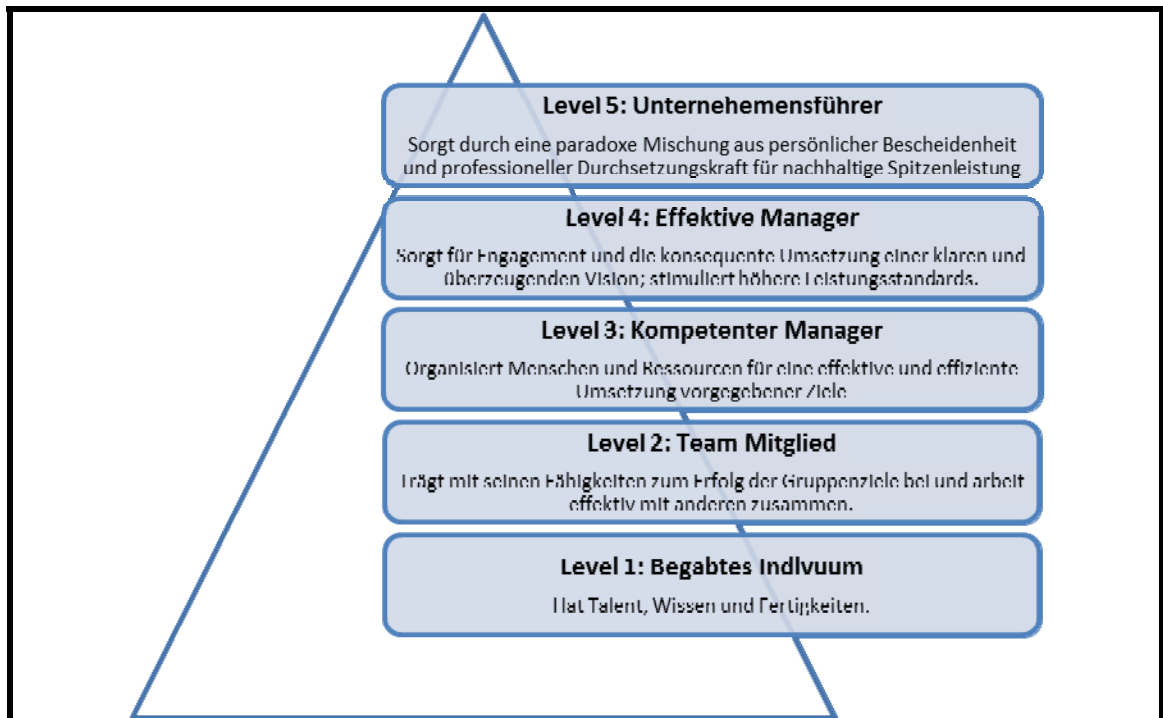 Level 5: Unternehemensführer
Sorgt durch eine paradoxe Mischung aus persönlicher Bescheidenheit
und professioneller Durchsetzungskraft für nachhaltige Spitzenleistung
Level 4: Effektive Manager
Sorgt für Engagement und die konsequente Umsetzung einer klaren und
überzeugenden Vision; stimuliert höhere Leistungsstandards.
Level 3: Kompetenter Manager
Organisiert Menschen und Ressourcen für eine effektive und effiziente
Umsetzung vorgegebener Ziele
Level 2: Team Mitglied
Trägt mit seinen Fähigkeiten zum Erfolg der Gruppenziele bei und arbeit
effektiv mit anderen zusammen.
Level 1: Begabtes Indivuum
Hat Talent, Wissen und Fertigkeiten.